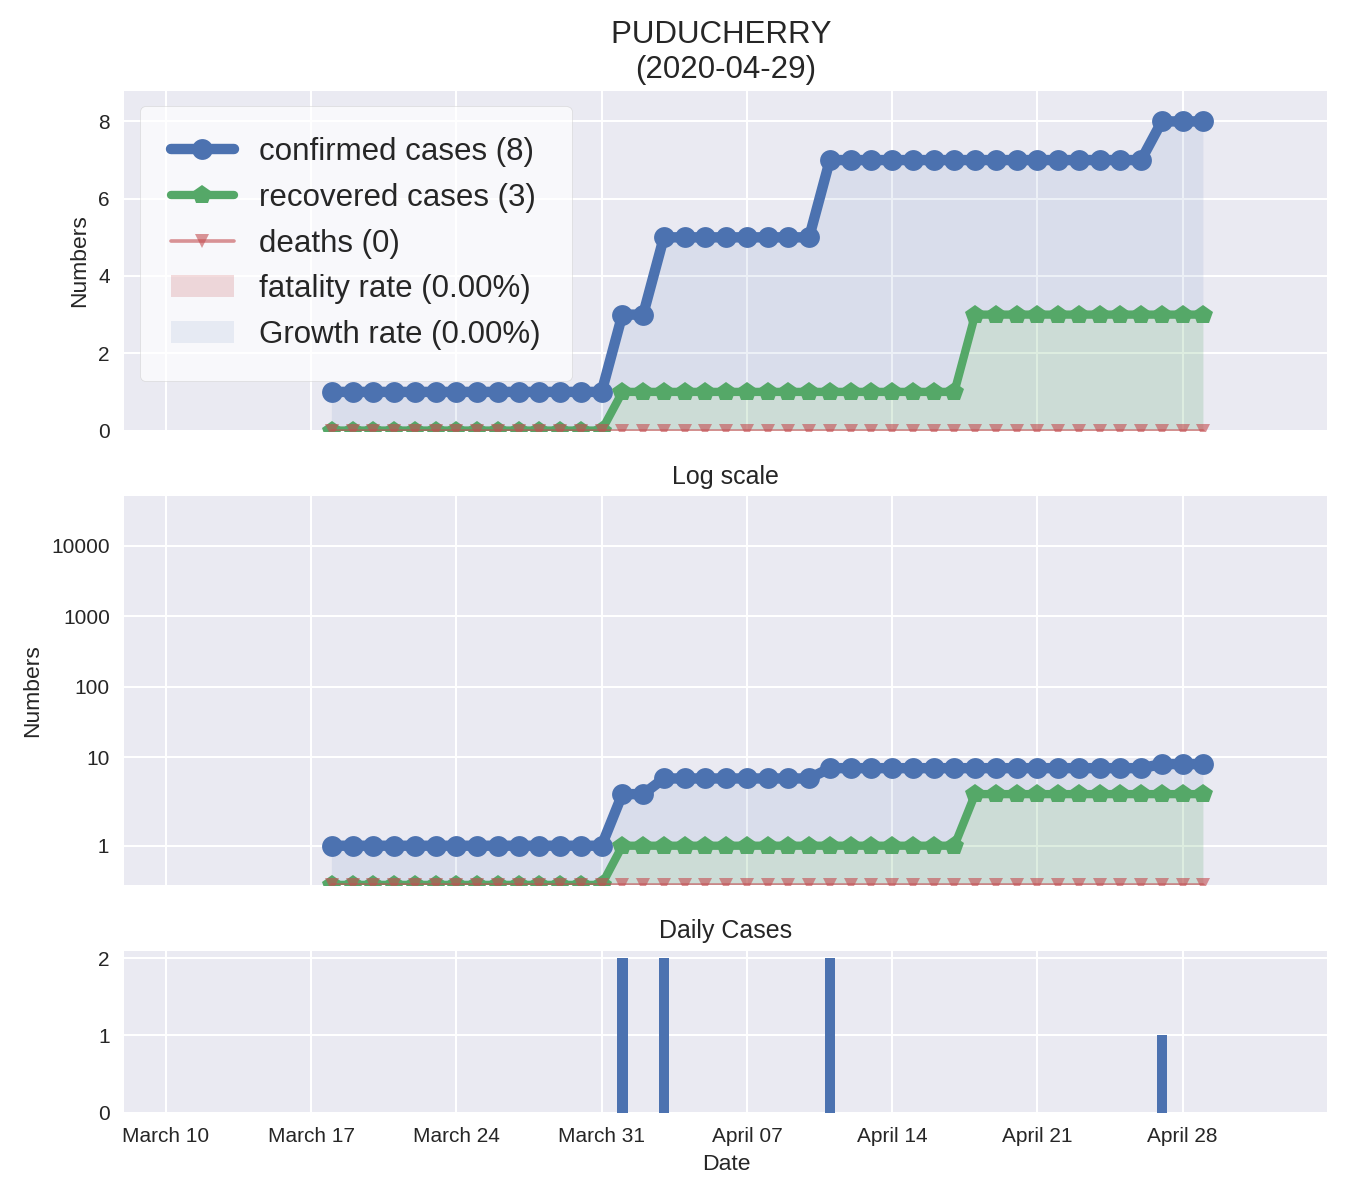 PUDUCHERRY
(2020-04-29)
8
6
4
2
0
Numbers
confirmed cases (8)
recovered cases (3)
deaths (0)
fatality rate (0.00%)
Growth rate (0.00%)
Log scale
10000
1000
100
10
1
Numbers
Daily Cases
2
1
0
March 10 March 17 March 24 March 31 April 07 April 14 April 21 April 28
Date